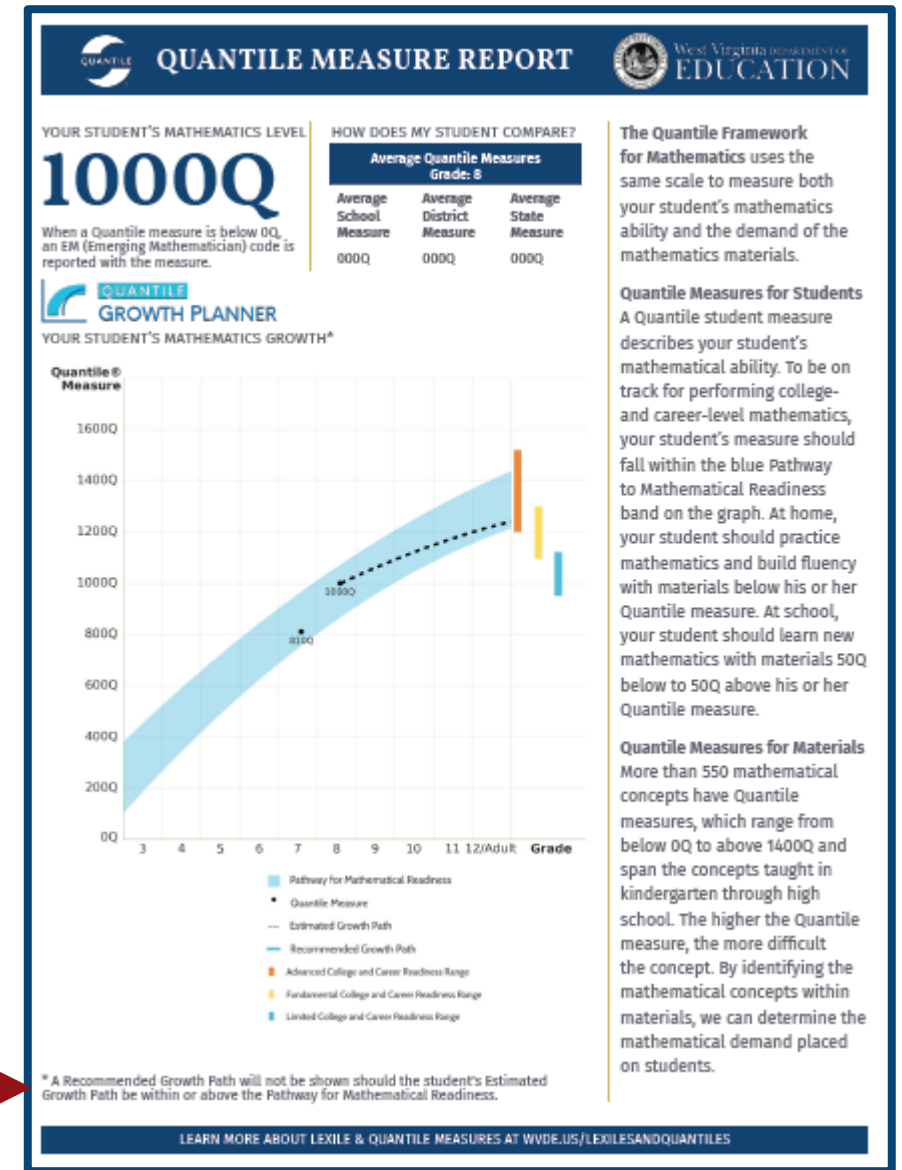 QUANTILE
QUANTILE MEASURE REPORT
West Virginia DEPARTMENT OF
EDUCATION
YOUR STUDENT'S MATHEMATICS LEVEL
1000Q
When a Quantile measure is below 0Q,
an EM (Emerging Mathematician) code is
reported with the measure.
HOW DOES MY STUDENT COMPARE?
Average Quantile Measures
Grade: 8
Average School Measure
Average District Measure
Average State Measure
000Q 000Q 000Q
QUANTILE
GROWTH PLANNER
YOUR STUDENT'S MATHEMATICS GROWTH*
Quantile®
Measure
1600Q
1400Q
1200Q
1000Q
800Q
600Q
400Q
200Q
0Q
1000Q
810Q
3 4 5 6 7 8 9 10 11 12/Adult Grade
Pathway for Mathematical Readiness
Quantile Measure
Estimated Growth Path
Recommended Growth Path
Advanced College and Career Readiness Range
Fundamental College and Career Readiness Range
Limited College and Career Readiness Range
* A Recommended Growth Path will not be shown should the student's Estimated
Growth Path be within or above the Pathway for Mathematical Readiness.
The Quantile Framework
for Mathematics uses the
same scale to measure both
your student's mathematics
ability and the demand of the
mathematics materials.
Quantile Measures for Students
A Quantile student measure
describes your student's
mathematical ability. To be on
track for performing college-
and career-level mathematics,
your student's measure should
fall within the blue Pathway
to Mathematical Readiness
band on the graph. At home,
your student should practice
mathematics and build fluency
with materials below his or her
Quantile measure. At school,
your student should learn new
mathematics with materials 50Q
below to 50Q above his or her
Quantile measure.
Quantile Measures for Materials
More than 550 mathematical
concepts have Quantile
measures, which range from
below 0Q to above 1400Q and
span the concepts taught in
kindergarten through high
school. The higher the Quantile
measure, the more difficult
the concept. By identifying the
mathematical concepts within
materials, we can determine the
mathematical demand placed
on students.
LEARN MORE ABOUT LEXILE & QUANTILE MEASURES AT WVDE.US/LEXILESANDQUANTILES